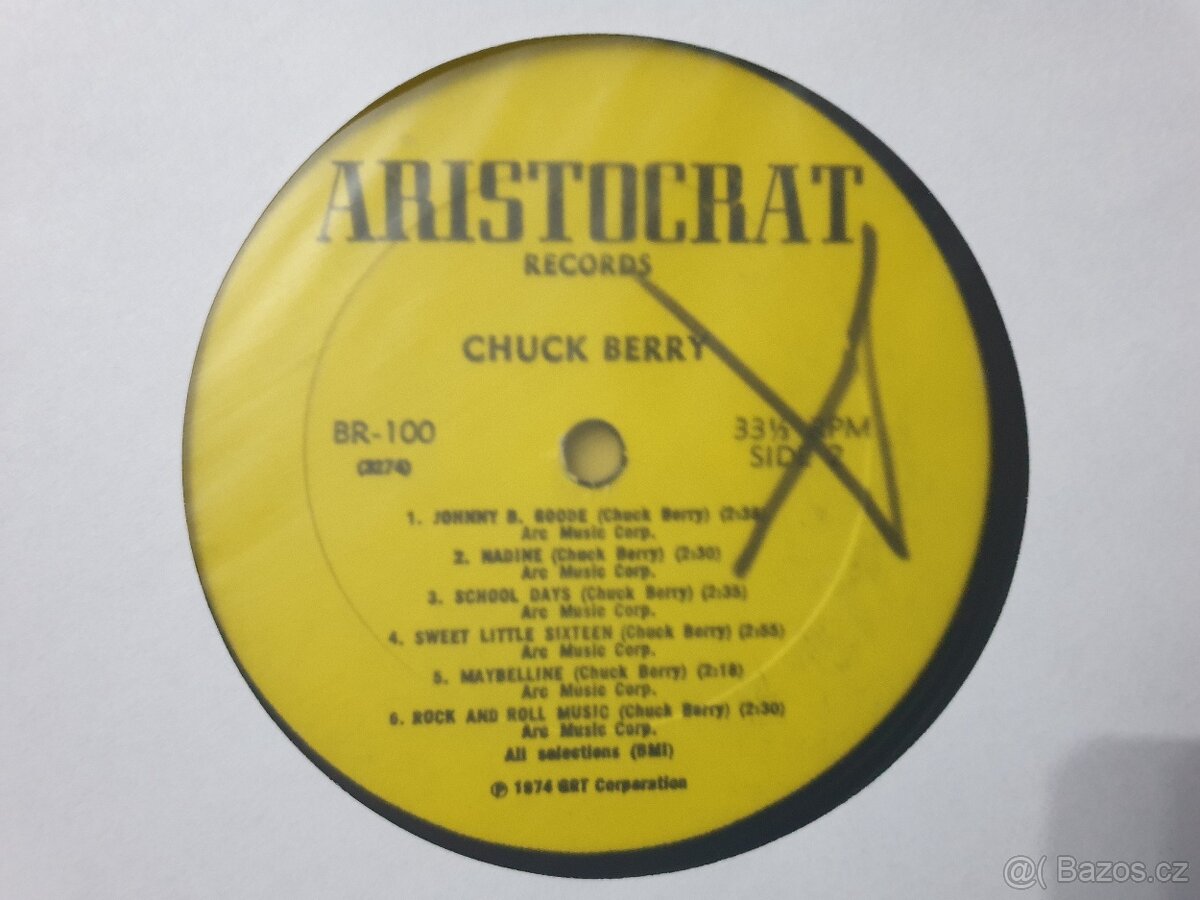 ARISTOCRAT
RECORDS
CHUCK BERRY
BR-100
(3274)
33⅓ RPM
SIDE 2
1. JOHNNY B. GOODE (Chuck Berry) (2:38)
Arc Music Corp.
2. NADINE (Chuck Berry) (2:30)
Arc Music Corp.
3. SCHOOL DAYS (Chuck Berry) (2:35)
Arc Music Corp.
4. SWEET LITTLE SIXTEEN (Chuck Berry) (2:55)
Arc Music Corp.
5. MAYBELLINE (Chuck Berry) (2:18)
Arc Music Corp.
6. ROCK AND ROLL MUSIC (Chuck Berry) (2:30)
Arc Music Corp.
All selections (BMI)
℗ 1974 GRT Corporation
@( Bazos.cz